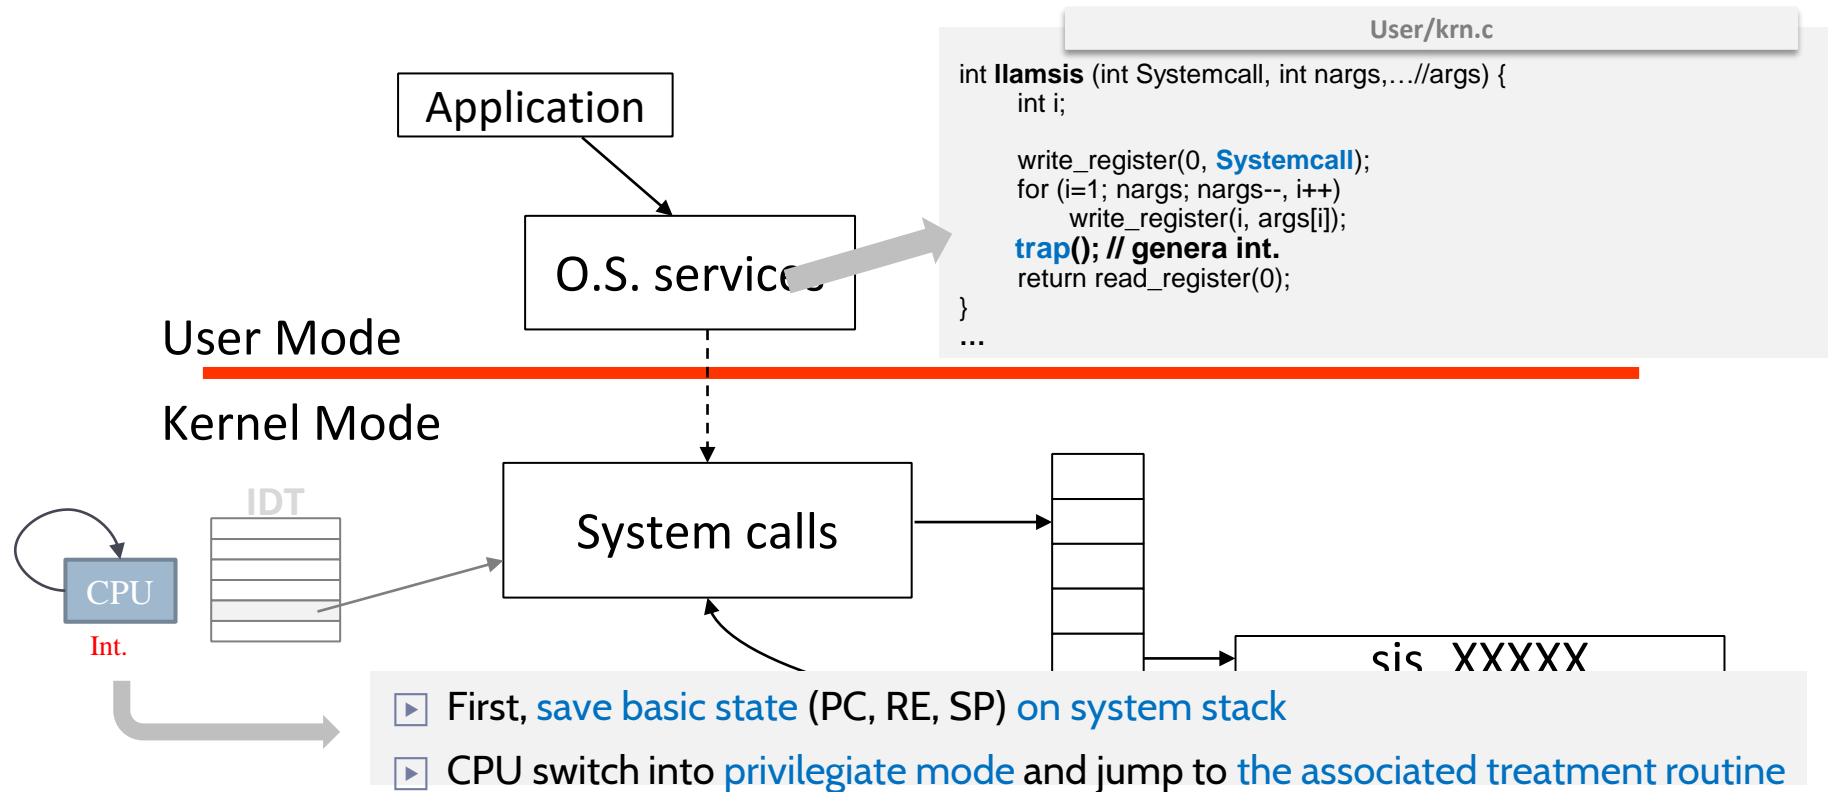 User/krn.c
int llamsis (int Systemcall, int nargs,…//args) {
int i;
write_register(0, Systemcall);
for (i=1; nargs; nargs--, i++)
write_register(i, args[i]);
trap(); // genera int.
return read_register(0);
}
...
Application
O.S. services
User Mode
Kernel Mode
IDT
System calls
CPU
Int.
sis_XXXXX
First, save basic state (PC, RE, SP) on system stack
CPU switch into privilegiate mode and jump to the associated treatment routine